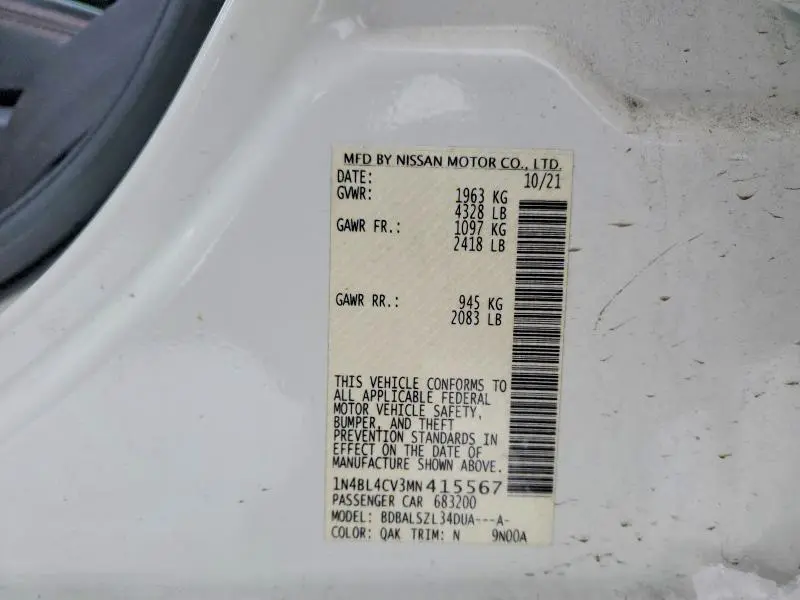 MFD BY NISSAN MOTOR CO., LTD.
DATE: 10/21
GVWR: 1963 KG
4328 LB
GAWR FR.: 1097 KG
2418 LB
GAWR RR.: 945 KG
2083 LB
THIS VEHICLE CONFORMS TO
ALL APPLICABLE FEDERAL
MOTOR VEHICLE SAFETY,
BUMPER, AND THEFT
PREVENTION STANDARDS IN
EFFECT ON THE DATE OF
MANUFACTURE SHOWN ABOVE.
1N4BL4CV3MN415567
PASSENGER CAR 683200
MODEL: BDBALSZL34DUA---A-
COLOR: QAK TRIM: N 9N00A